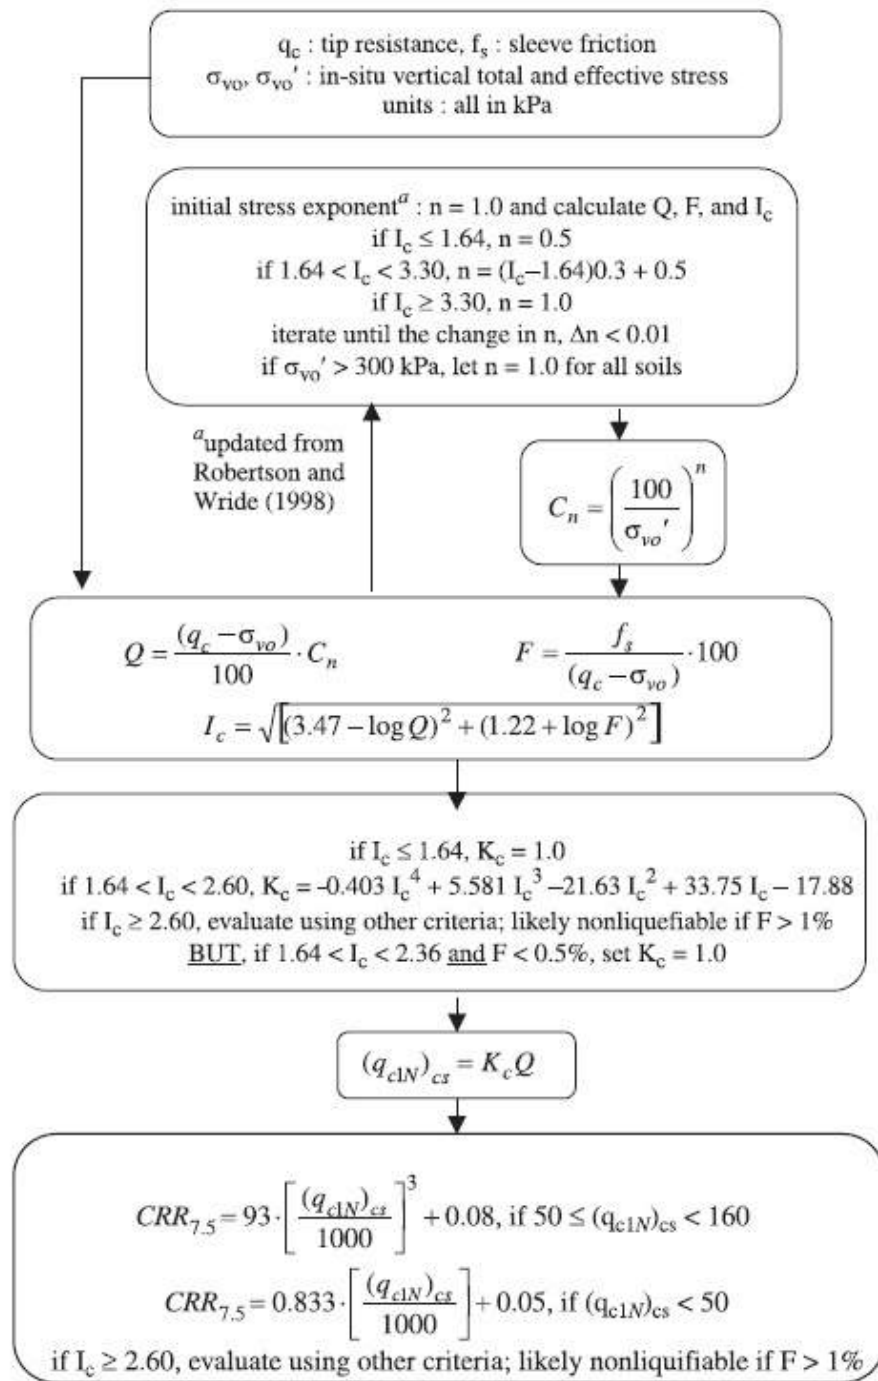 q_c : tip resistance, f_s : sleeve friction
σ_vo, σ_vo′ : in-situ vertical total and effective stress
units : all in kPa
initial stress exponent^a : n = 1.0 and calculate Q, F, and I_c
if I_c ≤ 1.64, n = 0.5
if 1.64 < I_c < 3.30, n = (I_c–1.64)0.3 + 0.5
if I_c ≥ 3.30, n = 1.0
iterate until the change in n, Δn < 0.01
if σ_vo′ > 300 kPa, let n = 1.0 for all soils
^a updated from
Robertson and
Wride (1998)
C_n = (100 / σ_vo′)^n
Q = (q_c – σ_vo) / 100 · C_n
F = f_s / (q_c – σ_vo) · 100
I_c = √[(3.47 – log Q)^2 + (1.22 + log F)^2]
if I_c ≤ 1.64, K_c = 1.0
if 1.64 < I_c < 2.60, K_c = –0.403 I_c^4 + 5.581 I_c^3 –21.63 I_c^2 + 33.75 I_c – 17.88
if I_c ≥ 2.60, evaluate using other criteria; likely nonliquefiable if F > 1%
BUT, if 1.64 < I_c < 2.36 and F < 0.5%, set K_c = 1.0
(q_c1N)_cs = K_c Q
CRR_7.5 = 93 · [(q_c1N)_cs / 1000]^3 + 0.08, if 50 ≤ (q_c1N)_cs < 160
CRR_7.5 = 0.833 · [(q_c1N)_cs / 1000] + 0.05, if (q_c1N)_cs < 50
if I_c ≥ 2.60, evaluate using other criteria; likely nonliquifiable if F > 1%